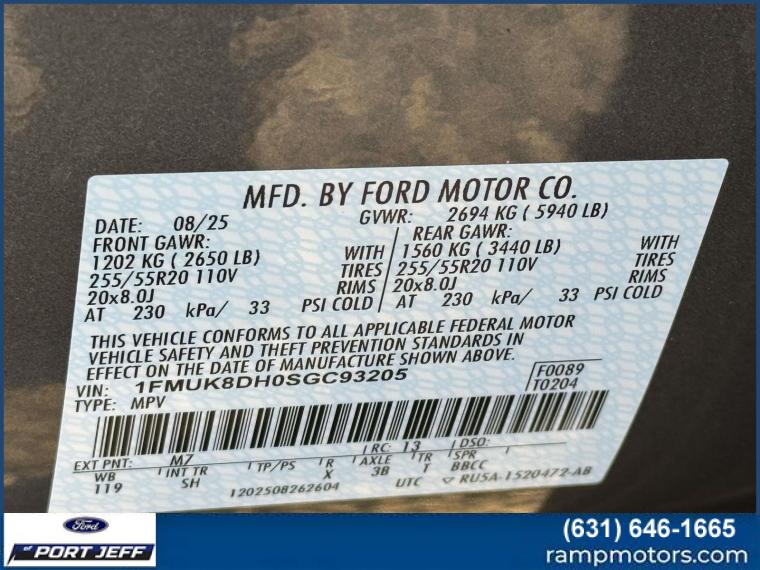 MFD. BY FORD MOTOR CO.
DATE: 08/25 GVWR: 2694 KG ( 5940 LB)
FRONT GAWR: REAR GAWR:
1202 KG ( 2650 LB) WITH 1560 KG ( 3440 LB) WITH
255/55R20 110V TIRES 255/55R20 110V TIRES
20x8.0J RIMS 20x8.0J RIMS
AT 230 kPa/ 33 PSI COLD AT 230 kPa/ 33 PSI COLD
THIS VEHICLE CONFORMS TO ALL APPLICABLE FEDERAL MOTOR
VEHICLE SAFETY AND THEFT PREVENTION STANDARDS IN
EFFECT ON THE DATE OF MANUFACTURE SHOWN ABOVE.
VIN: 1FMUK8DH0SGC93205 F0089
TYPE: MPV T0204
EXT PNT: M7 RC: 13 DSO:
WB INT TR TP/PS R AXLE TR BBCC
119 SH X 3B T
1202508262604 UTC RU5A-1520472-AB
Ford
of PORT JEFF
(631) 646-1665
rampmotors.com